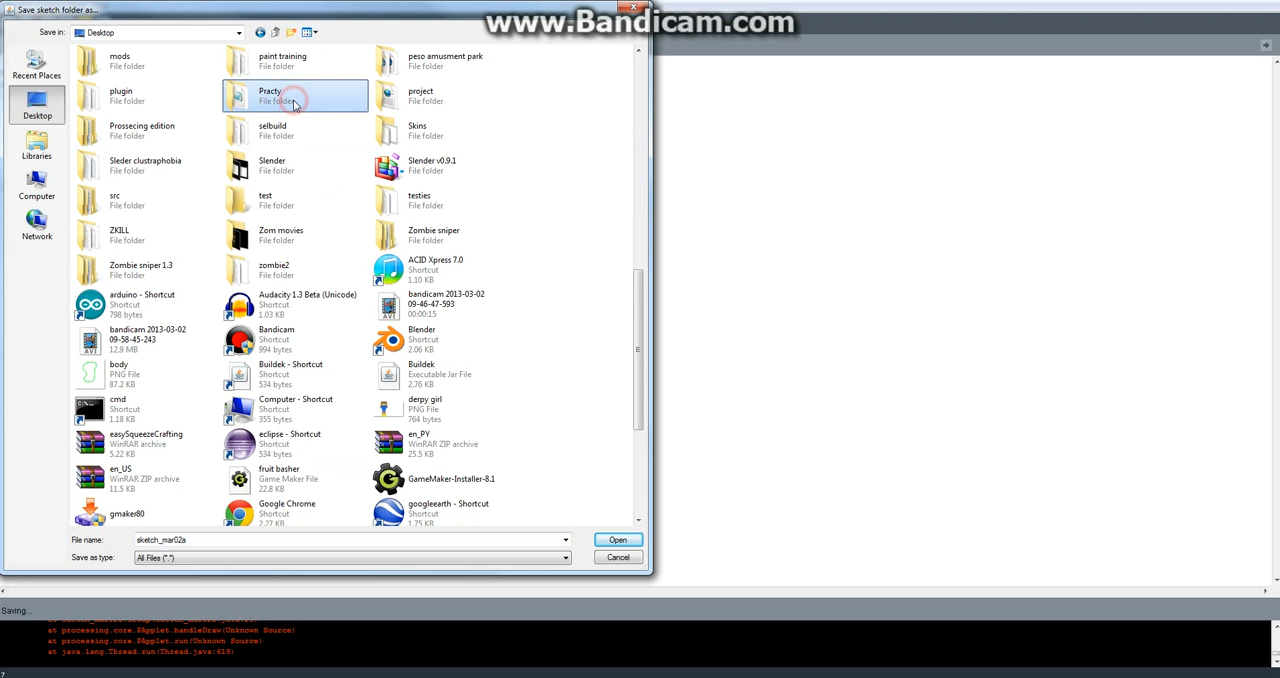 Save sketch folder as...
www.Bandicam.com
Save in:
Desktop
Recent Places
Desktop
Libraries
Computer
Network
mods
File folder
paint training
File folder
peso amusment park
File folder
plugin
File folder
Practy
File folder
project
File folder
Prossecing edition
File folder
selbuild
File folder
Skins
File folder
Sleder clustraphobia
File folder
Slender
File folder
Slender v0.9.1
File folder
src
File folder
test
File folder
testies
File folder
ZKILL
File folder
Zom movies
File folder
Zombie sniper
File folder
Zombie sniper 1.3
File folder
zombie2
File folder
ACID Xpress 7.0
Shortcut
1.10 KB
arduino - Shortcut
Shortcut
798 bytes
Audacity 1.3 Beta (Unicode)
Shortcut
1.03 KB
bandicam 2013-03-02
09-46-47-593
00:00:15
bandicam 2013-03-02
09-58-45-243
12.9 MB
Bandicam
Shortcut
994 bytes
Blender
Shortcut
2.06 KB
body
PNG File
87.2 KB
Buildek - Shortcut
Shortcut
534 bytes
Buildek
Executable Jar File
2.76 KB
cmd
Shortcut
1.18 KB
Computer - Shortcut
Shortcut
355 bytes
derpy girl
PNG File
764 bytes
easySqueezeCrafting
WinRAR archive
5.22 KB
eclipse - Shortcut
Shortcut
534 bytes
en_PY
WinRAR ZIP archive
25.5 KB
en_US
WinRAR ZIP archive
11.5 KB
fruit basher
Game Maker File
22.8 KB
GameMaker-Installer-8.1
gmaker80
Google Chrome
Shortcut
2.27 KB
googleearth - Shortcut
Shortcut
1.75 KB
File name:
sketch_mar02a
Open
Save as type:
All Files (*.*)
Cancel
Saving...
at processing.core.PApplet.handleDraw(Unknown Source)
at processing.core.PApplet.run(Unknown Source)
at java.lang.Thread.run(Thread.java:619)
7